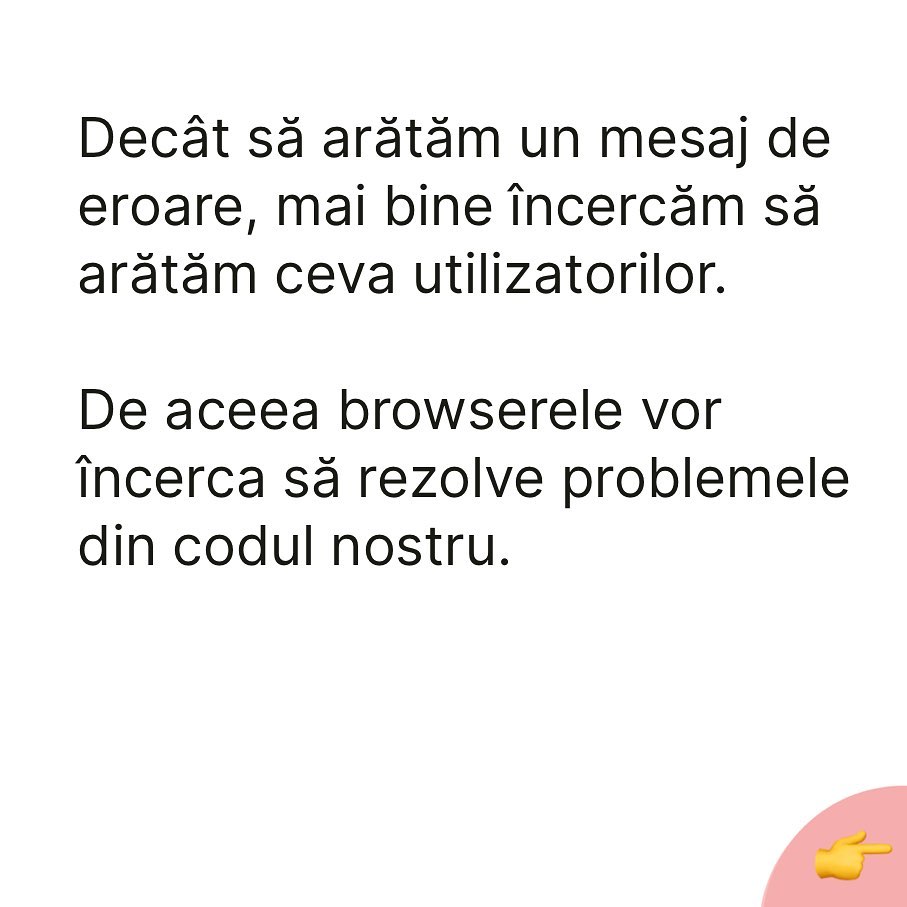 Decât să arătăm un mesaj de
eroare, mai bine încercăm să
arătăm ceva utilizatorilor.
De aceea browserele vor
încerca să rezolve problemele
din codul nostru.